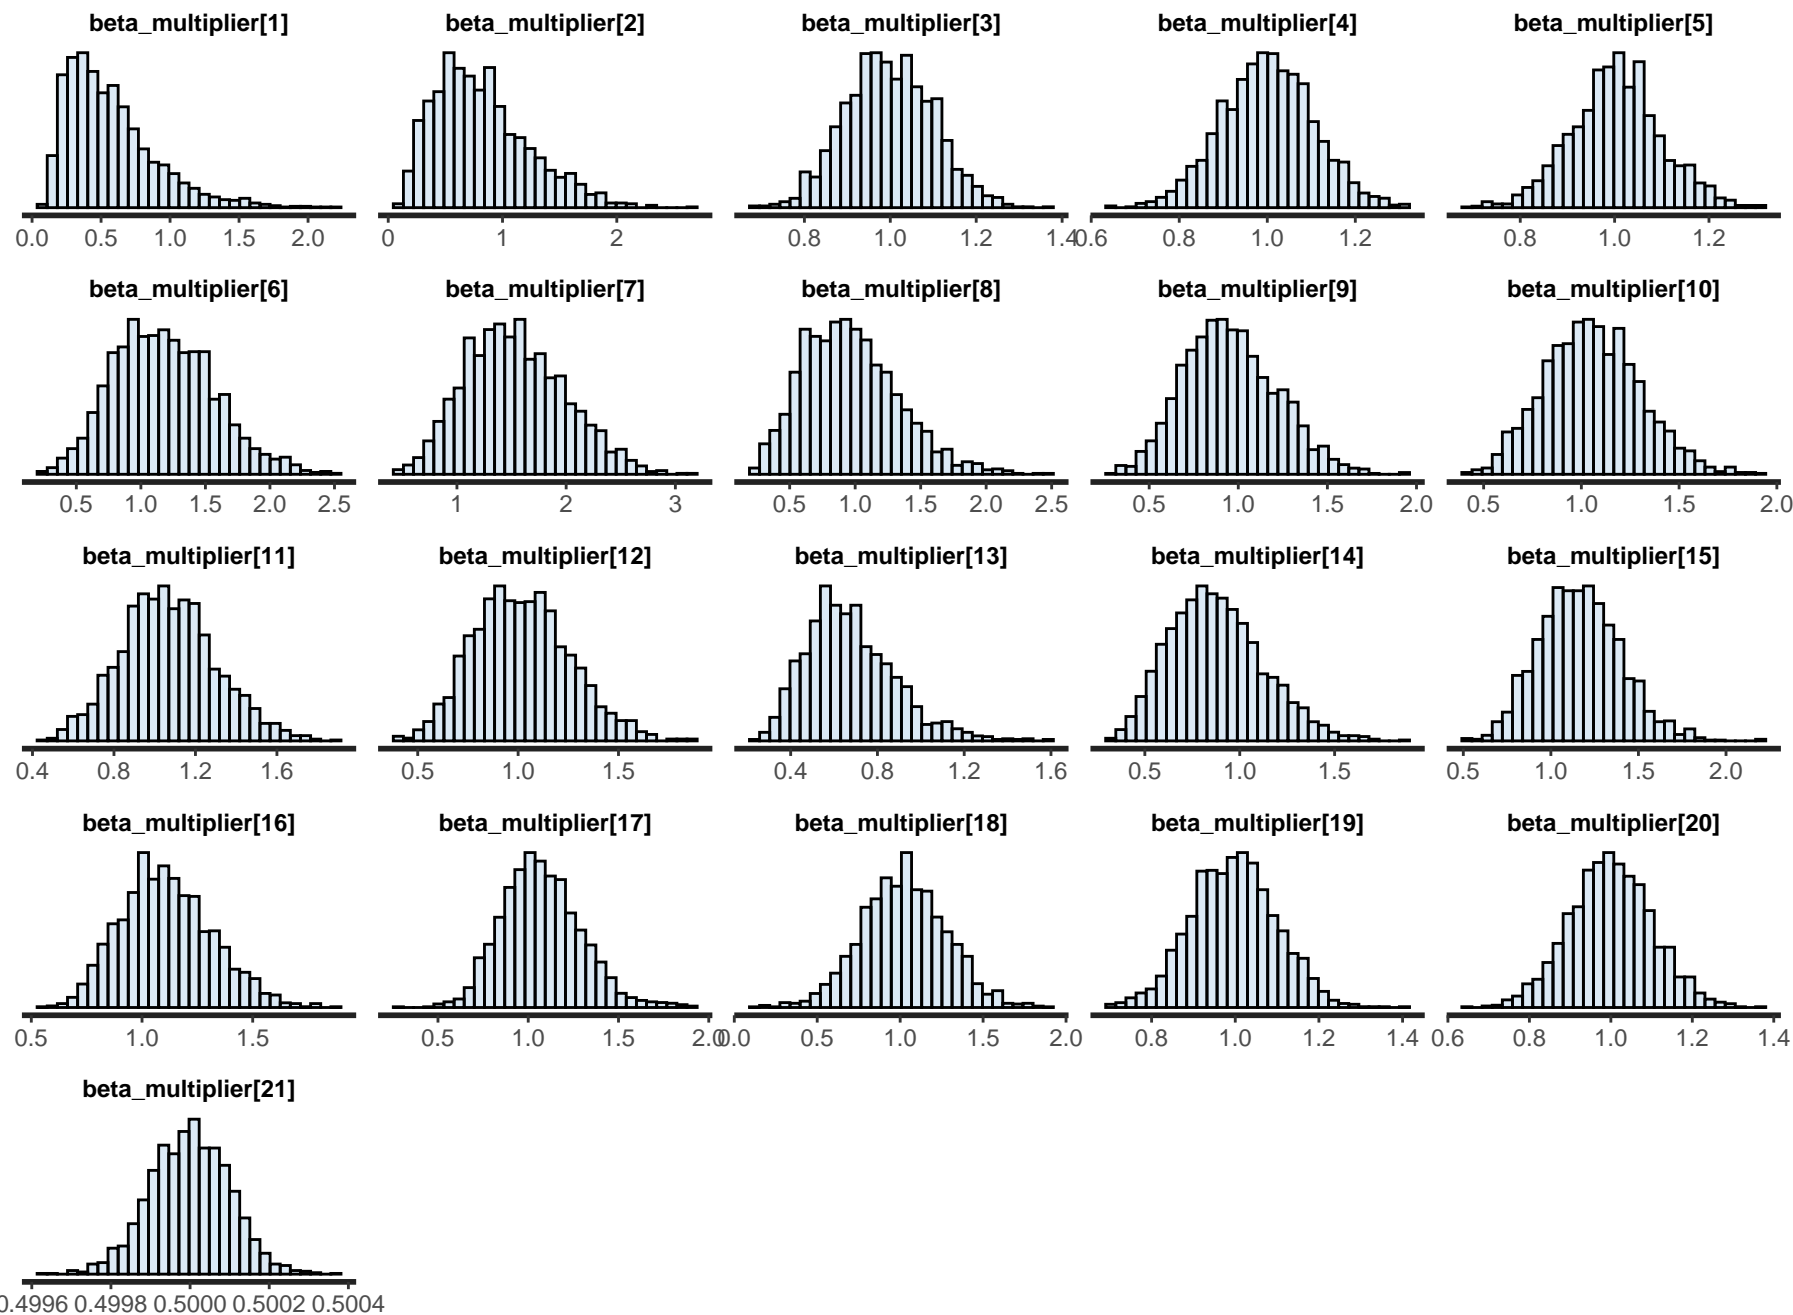 beta_multiplier[1] beta_multiplier[2] beta_multiplier[3] beta_multiplier[4] beta_multiplier[5]
0.0 0.5 1.0 1.5 2.0 0 1 2 0.8 1.0 1.2 1.4 0.6 0.8 1.0 1.2 0.8 1.0 1.2
beta_multiplier[6] beta_multiplier[7] beta_multiplier[8] beta_multiplier[9] beta_multiplier[10]
0.5 1.0 1.5 2.0 2.5 1 2 3 0.5 1.0 1.5 2.0 2.5 0.5 1.0 1.5 2.0 0.5 1.0 1.5 2.0
beta_multiplier[11] beta_multiplier[12] beta_multiplier[13] beta_multiplier[14] beta_multiplier[15]
0.4 0.8 1.2 1.6 0.5 1.0 1.5 0.4 0.8 1.2 1.6 0.5 1.0 1.5 0.5 1.0 1.5 2.0
beta_multiplier[16] beta_multiplier[17] beta_multiplier[18] beta_multiplier[19] beta_multiplier[20]
0.5 1.0 1.5 0.5 1.0 1.5 2.0 0.0 0.5 1.0 1.5 2.0 0.8 1.0 1.2 1.4 0.6 0.8 1.0 1.2 1.4
beta_multiplier[21]
0.4996 0.4998 0.5000 0.5002 0.5004